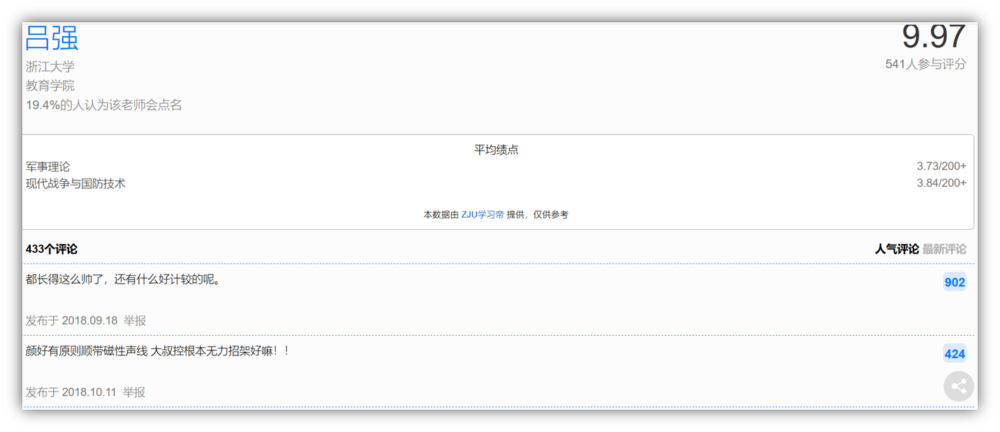 吕强
9.97
浙江大学
541人参与评分
教育学院
19.4%的人认为该老师会点名
平均绩点
军事理论 3.73/200+
现代战争与国防技术 3.84/200+
本数据由 ZJU学习帝 提供，仅供参考
433个评论 人气评论 最新评论
都长得这么帅了，还有什么好计较的呢。 902
发布于 2018.09.18 举报
颜好有原则顺带磁性声线 大叔控根本无力招架好嘛！！ 424
发布于 2018.10.11 举报